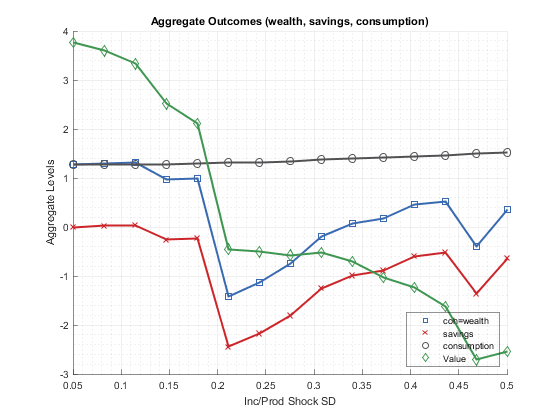 Aggregate Outcomes (wealth, savings, consumption)
4
3
2
1
0
-1
-2
-3
Aggregate Levels
0.05
0.1
0.15
0.2
0.25
0.3
0.35
0.4
0.45
0.5
Inc/Prod Shock SD
coh=wealth
savings
consumption
Value